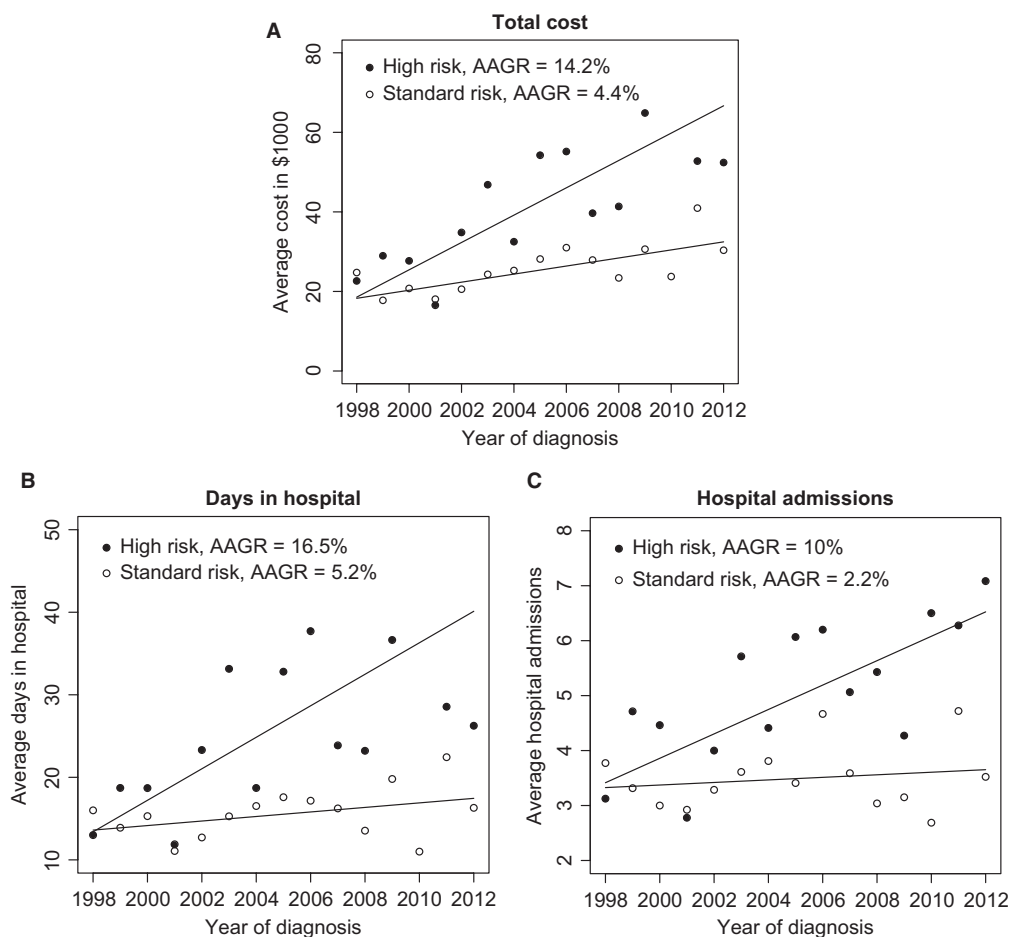 A
Total cost
High risk, AAGR = 14.2%
Standard risk, AAGR = 4.4%
Average cost in $1000
80
60
40
20
0
1998 2000 2002 2004 2006 2008 2010 2012
Year of diagnosis
B
Days in hospital
High risk, AAGR = 16.5%
Standard risk, AAGR = 5.2%
Average days in hospital
50
40
30
20
10
1998 2000 2002 2004 2006 2008 2010 2012
Year of diagnosis
C
Hospital admissions
High risk, AAGR = 10%
Standard risk, AAGR = 2.2%
Average hospital admissions
8
7
6
5
4
3
2
1998 2000 2002 2004 2006 2008 2010 2012
Year of diagnosis